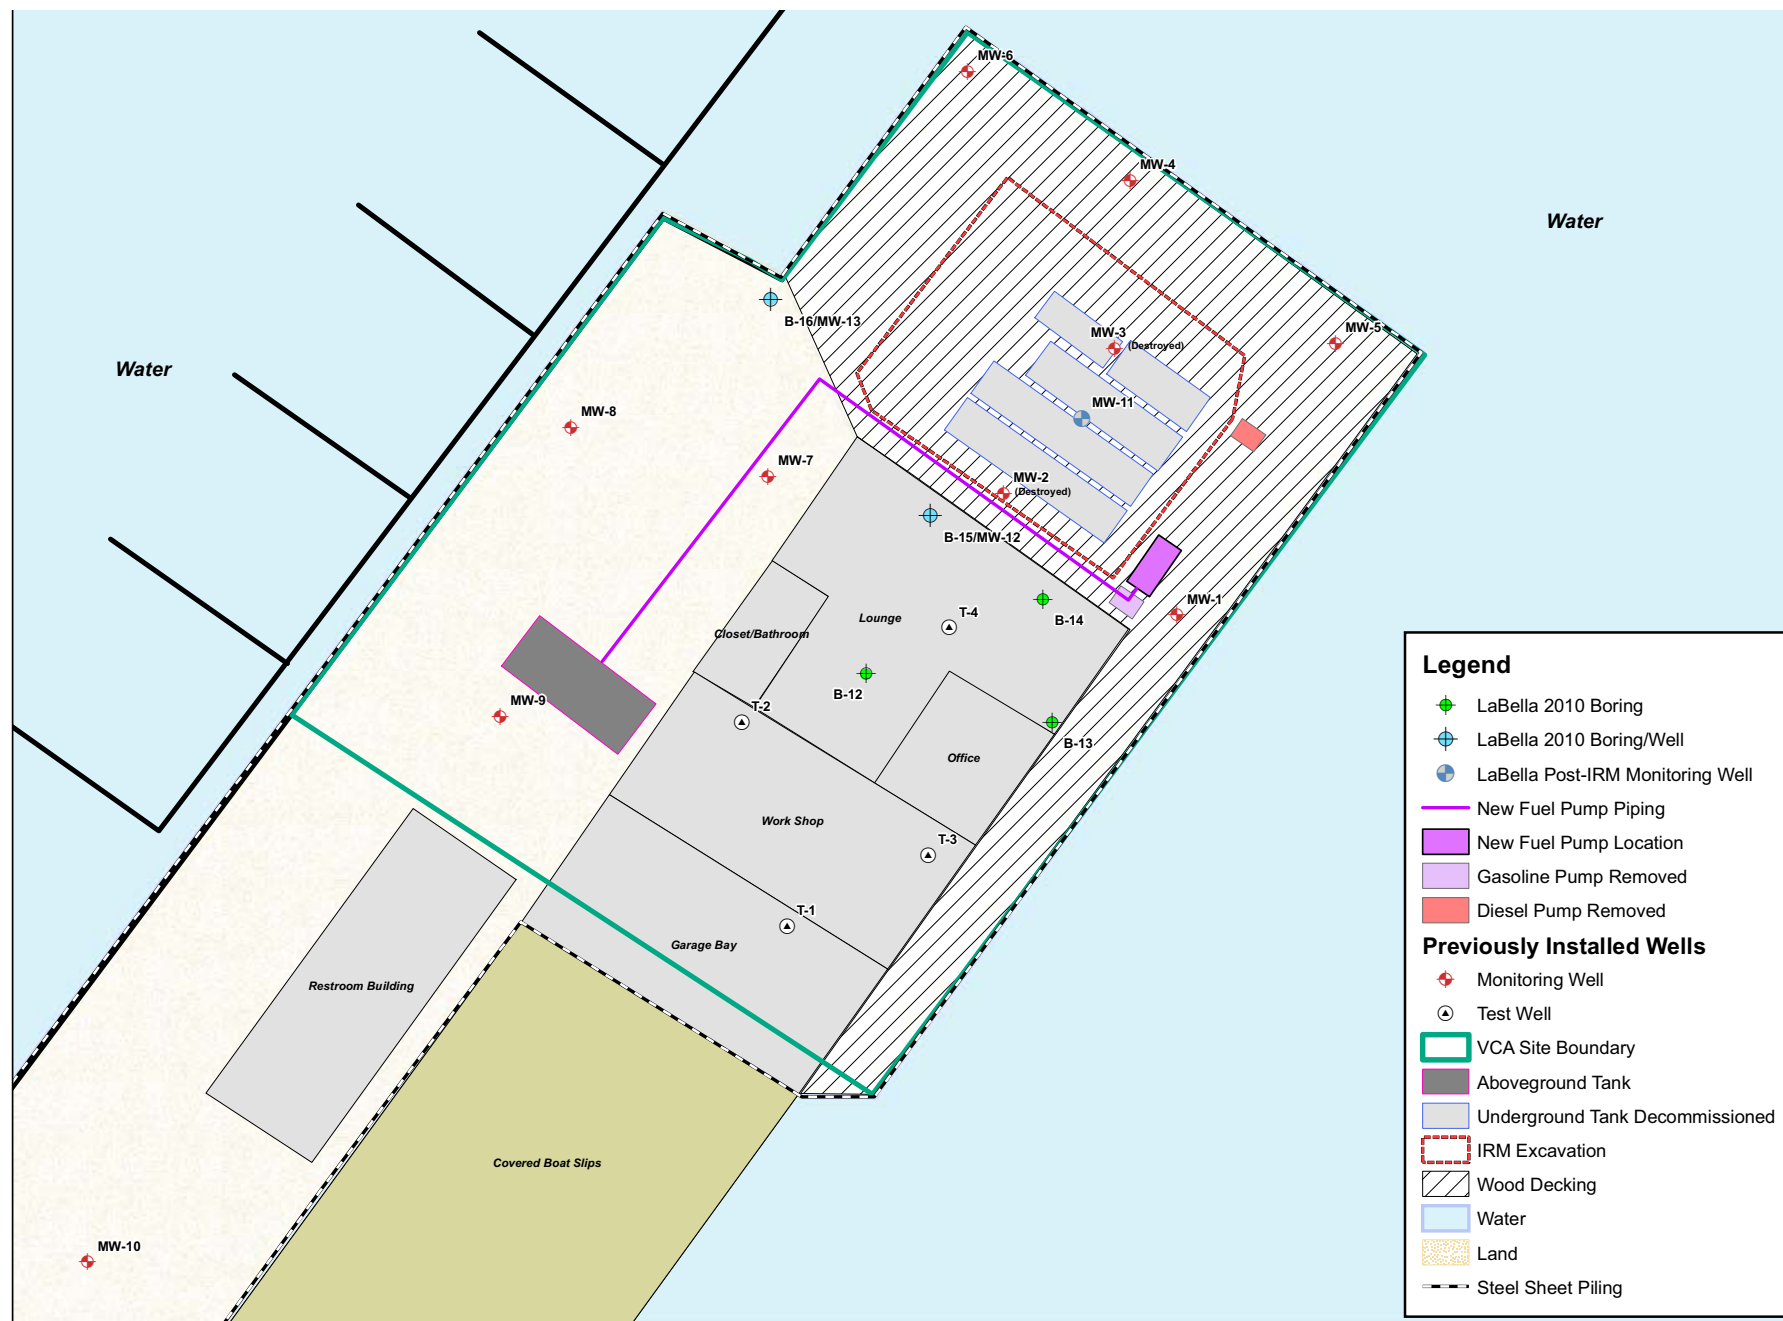 MW-6
MW-4
Water
B-16/MW-13
MW-3
(Destroyed)
MW-5
Water
MW-8
MW-11
MW-7
MW-2
(Destroyed)
B-15/MW-12
MW-1
T-4
Lounge
B-14
Closet/Bathroom
B-12
MW-9
T-2
B-13
Office
Work Shop
T-3
T-1
Garage Bay
Restroom Building
Covered Boat Slips
MW-10
Legend
LaBella 2010 Boring
LaBella 2010 Boring/Well
LaBella Post-IRM Monitoring Well
New Fuel Pump Piping
New Fuel Pump Location
Gasoline Pump Removed
Diesel Pump Removed
Previously Installed Wells
Monitoring Well
Test Well
VCA Site Boundary
Aboveground Tank
Underground Tank Decommissioned
IRM Excavation
Wood Decking
Water
Land
Steel Sheet Piling